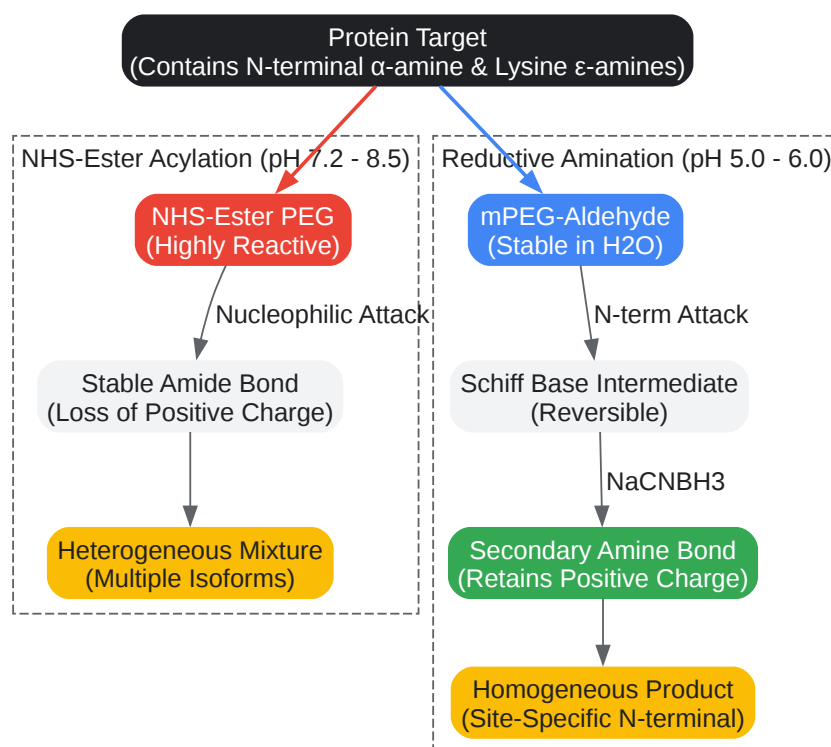 Protein Target
(Contains N-terminal α-amine & Lysine ε-amines)
NHS-Ester Acylation (pH 7.2 - 8.5)
NHS-Ester PEG
(Highly Reactive)
Nucleophilic Attack
Stable Amide Bond
(Loss of Positive Charge)
Heterogeneous Mixture
(Multiple Isoforms)
Reductive Amination (pH 5.0 - 6.0)
mPEG-Aldehyde
(Stable in H2O)
N-term Attack
Schiff Base Intermediate
(Reversible)
NaCNBH3
Secondary Amine Bond
(Retains Positive Charge)
Homogeneous Product
(Site-Specific N-terminal)